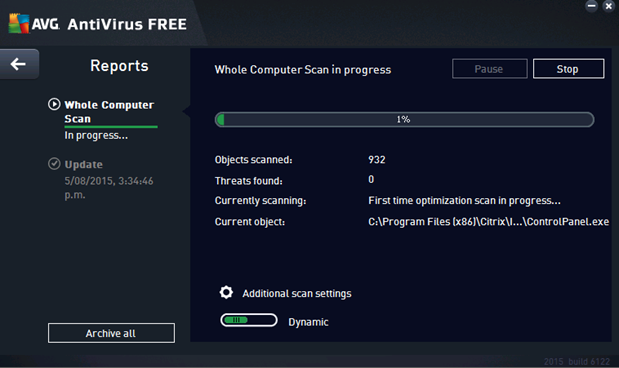 AVG AntiVirus FREE
Reports
Whole Computer
Scan
In progress...
Update
5/08/2015, 3:34:46
p.m.
Archive all
Whole Computer Scan in progress
Pause
Stop
1%
Objects scanned: 932
Threats found: 0
Currently scanning: First time optimization scan in progress...
Current object: C:\Program Files (x86)\Citrix\I...\ControlPanel.exe
Additional scan settings
Dynamic
2015 build 6122